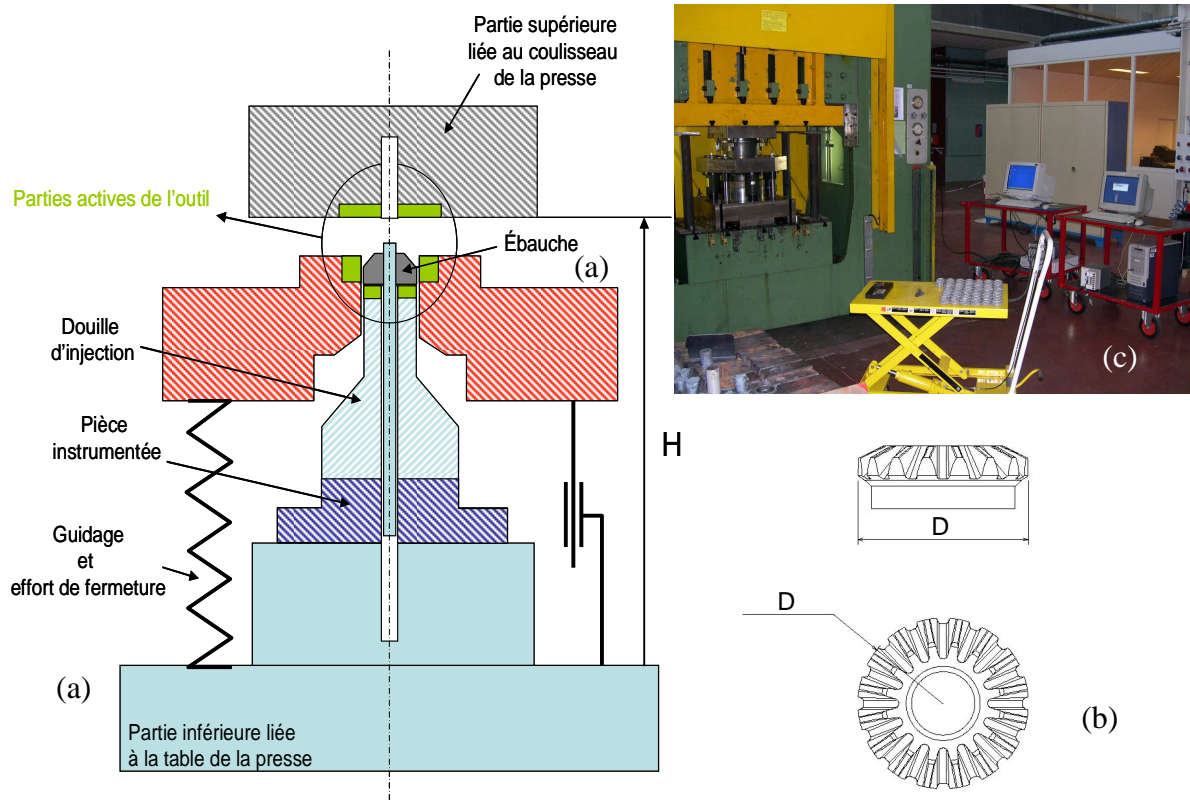 Partie supérieure
liée au coulisseau
de la presse
Parties actives de l'outil
Ébauche
(a)
Douille
d'injection
Pièce
instrumentée
Guidage
et
effort de fermeture
H
(a)
Partie inférieure liée
à la table de la presse
(c)
D
D
(b)